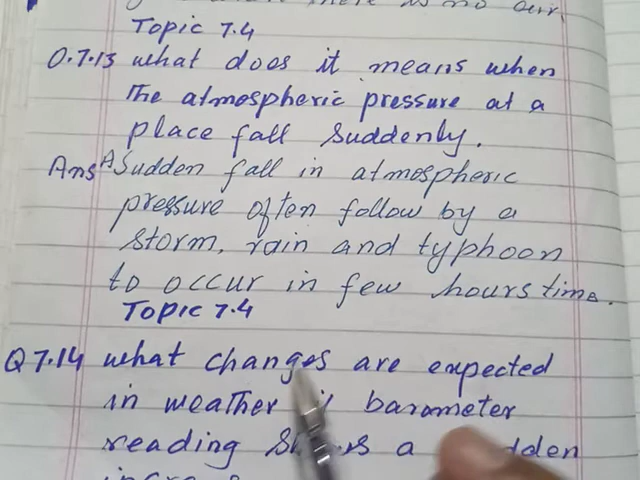 is no
Topic 7.4
Q.7.13 what does it means when
the atmospheric pressure at a
place fall suddenly.
Ans A Sudden fall in atmospheric
pressure often follow by a
storm, rain and typhoon
to occur in few hours time.
Topic 7.4
Q 7.14 what changes are expected
in weather barometer
reading a